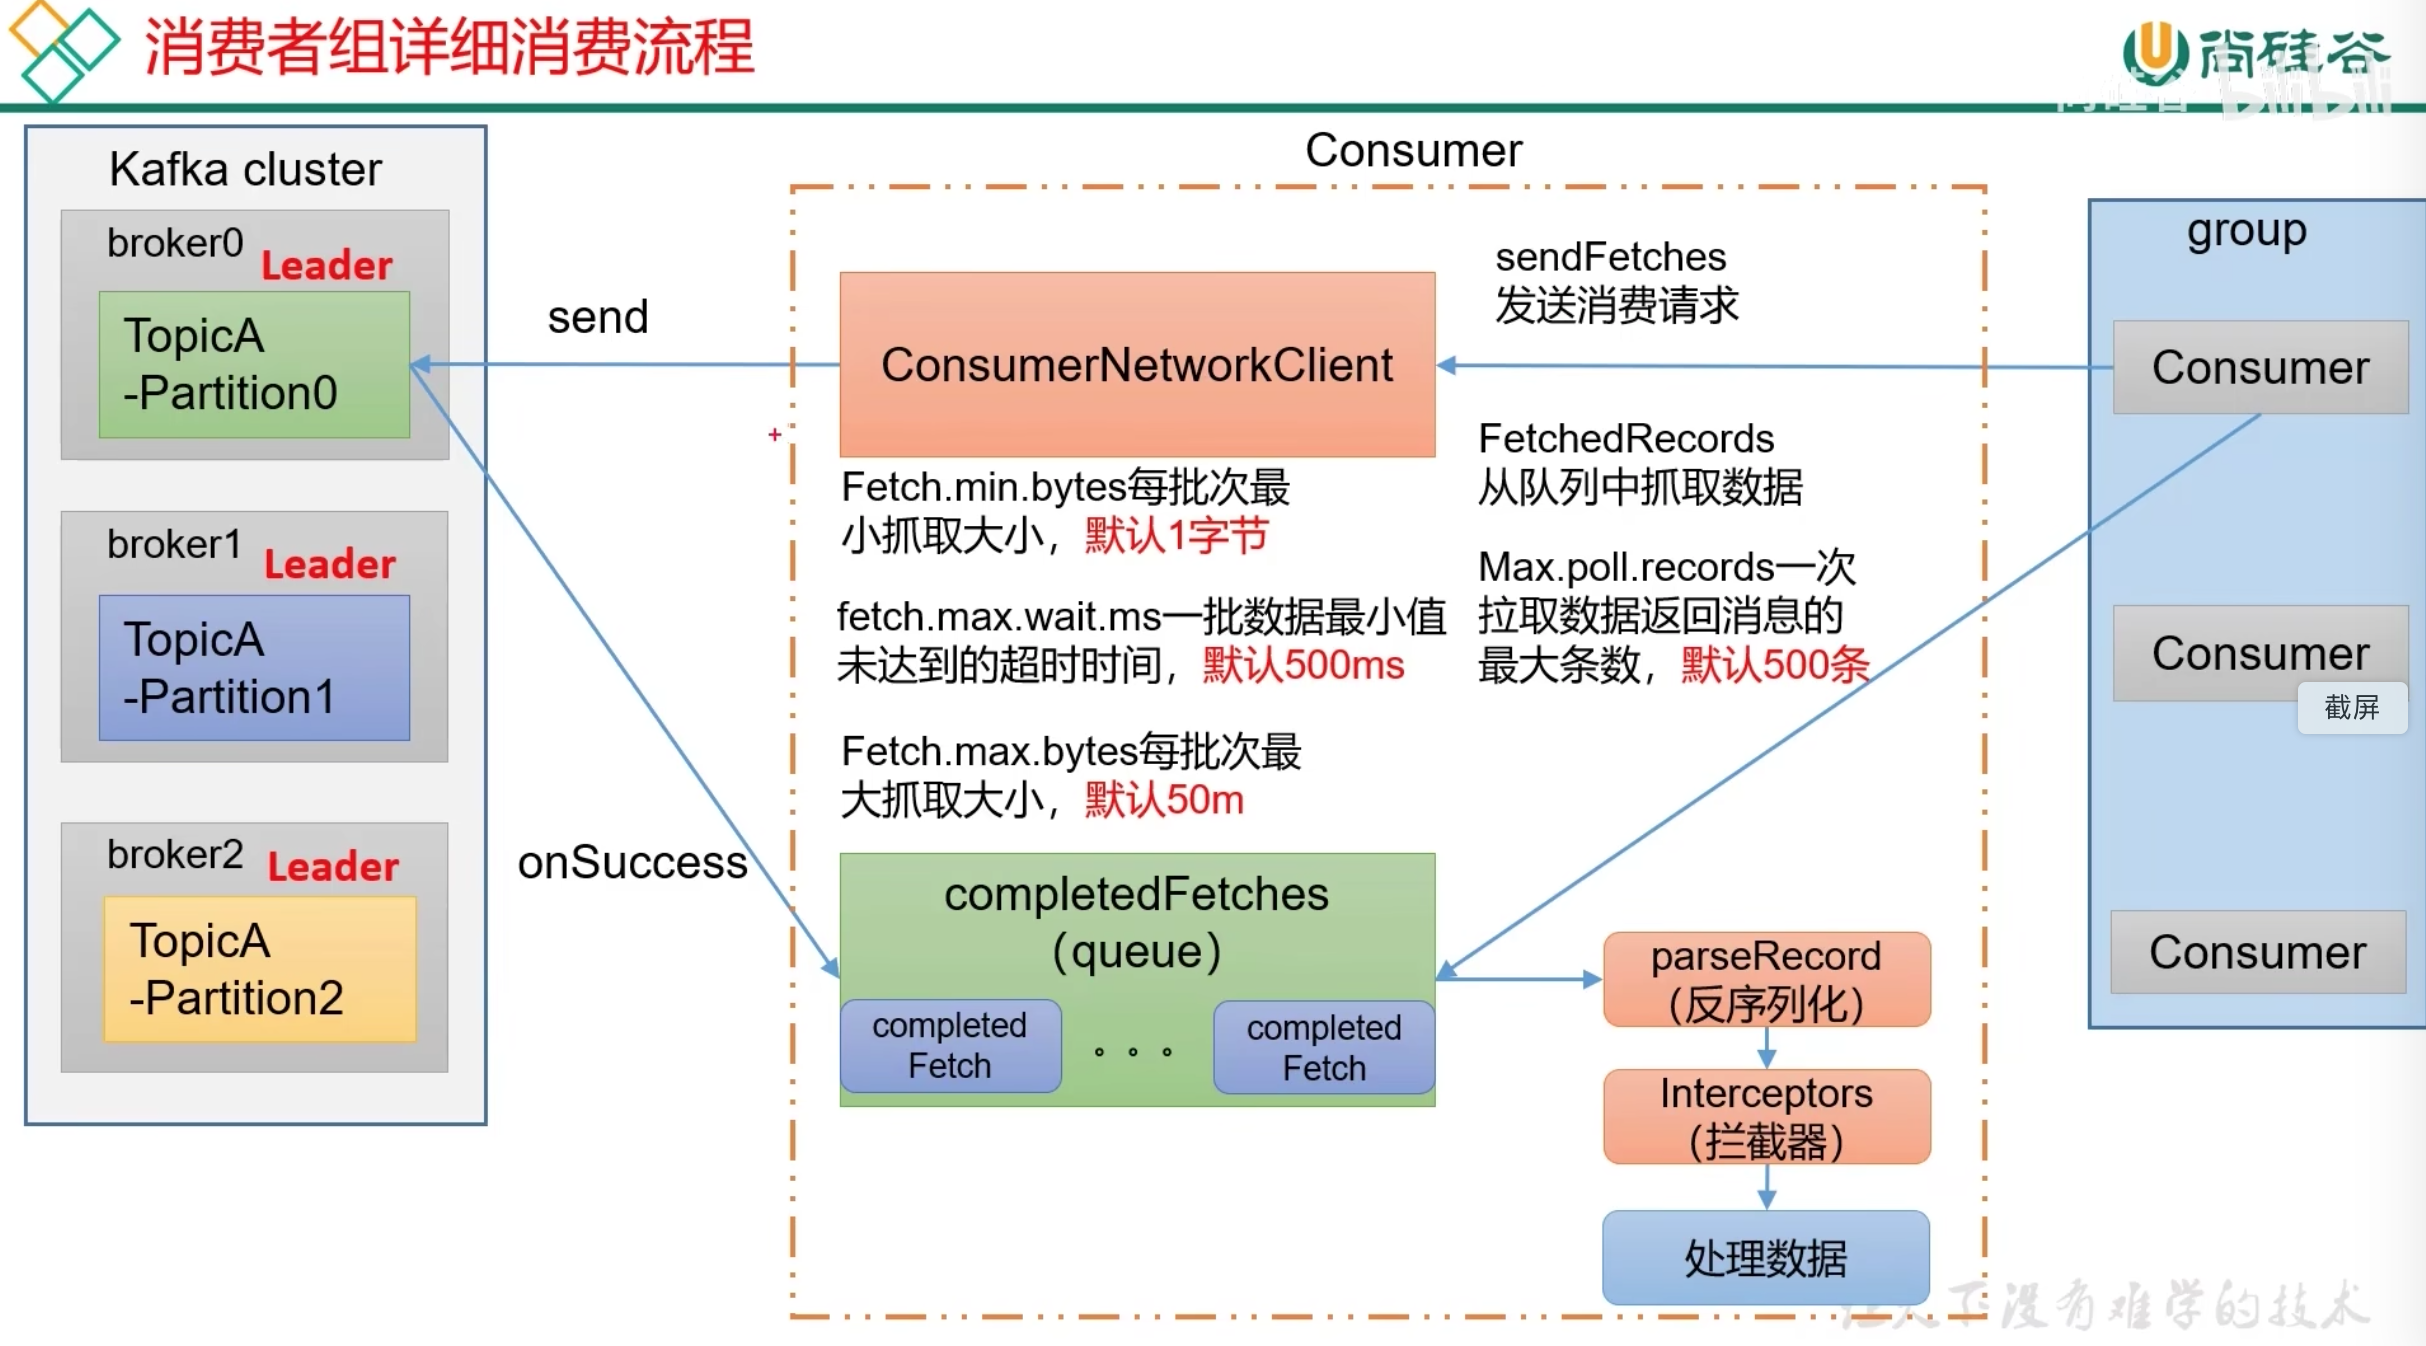 消费者组详细消费流程
尚硅谷
bilibili
Kafka cluster
broker0
Leader
TopicA
-Partition0
broker1
Leader
TopicA
-Partition1
broker2
Leader
TopicA
-Partition2
send
onSuccess
Consumer
ConsumerNetworkClient
sendFetches
发送消费请求
Fetch.min.bytes每批次最
小抓取大小，默认1字节
fetch.max.wait.ms一批数据最小值
未达到的超时时间，默认500ms
Fetch.max.bytes每批次最
大抓取大小，默认50m
FetchedRecords
从队列中抓取数据
Max.poll.records一次
拉取数据返回消息的
最大条数，默认500条
completedFetches
（queue）
completed
Fetch
。。。
completed
Fetch
parseRecord
（反序列化）
Interceptors
（拦截器）
处理数据
group
Consumer
Consumer
截屏
Consumer
让天下没有难学的技术